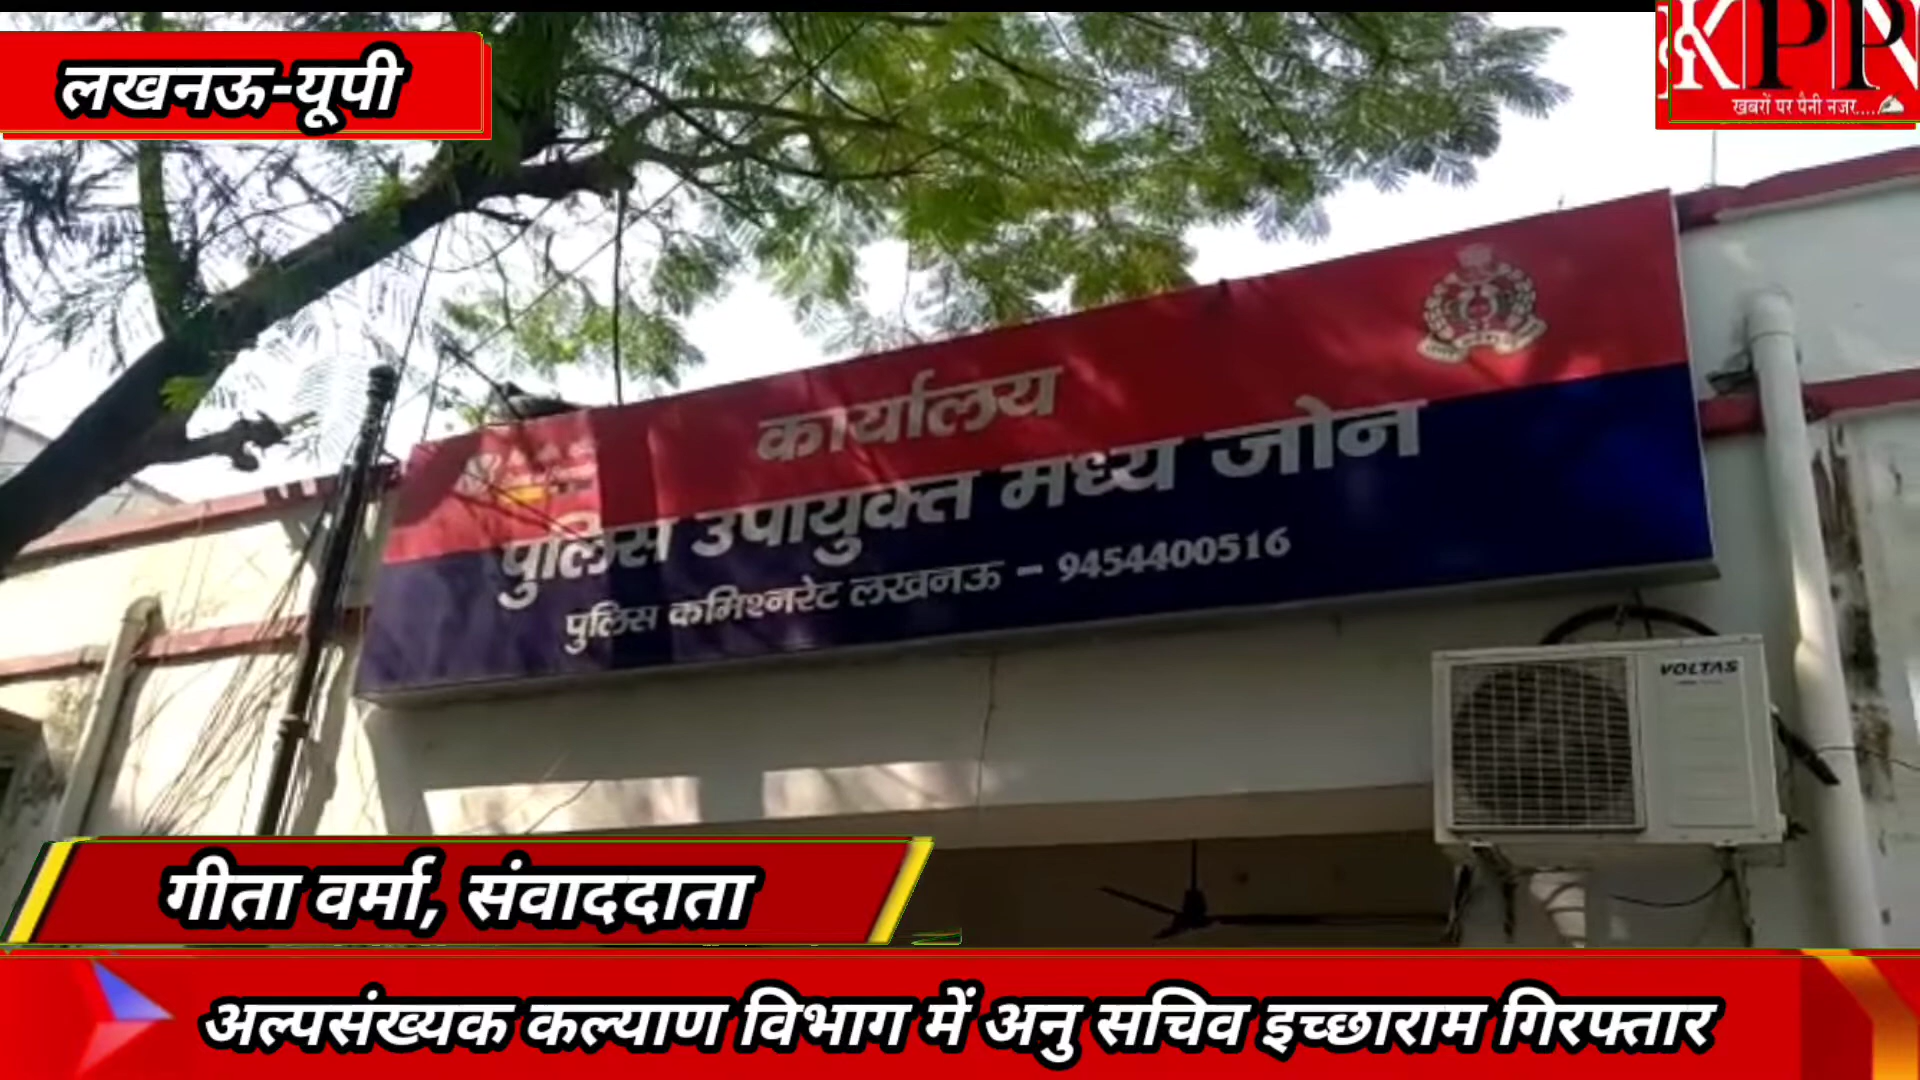 लखनऊ-यूपी
KPN
खबरों पर पैनी नजर.....
कार्यालय
पुलिस उपायुक्त मध्य जोन
पुलिस कमिश्नरेट लखनऊ - 9454400516
VOLTAS
गीता वर्मा, संवाददाता
अल्पसंख्यक कल्याण विभाग में अनु सचिव इच्छाराम गिरफ्तार